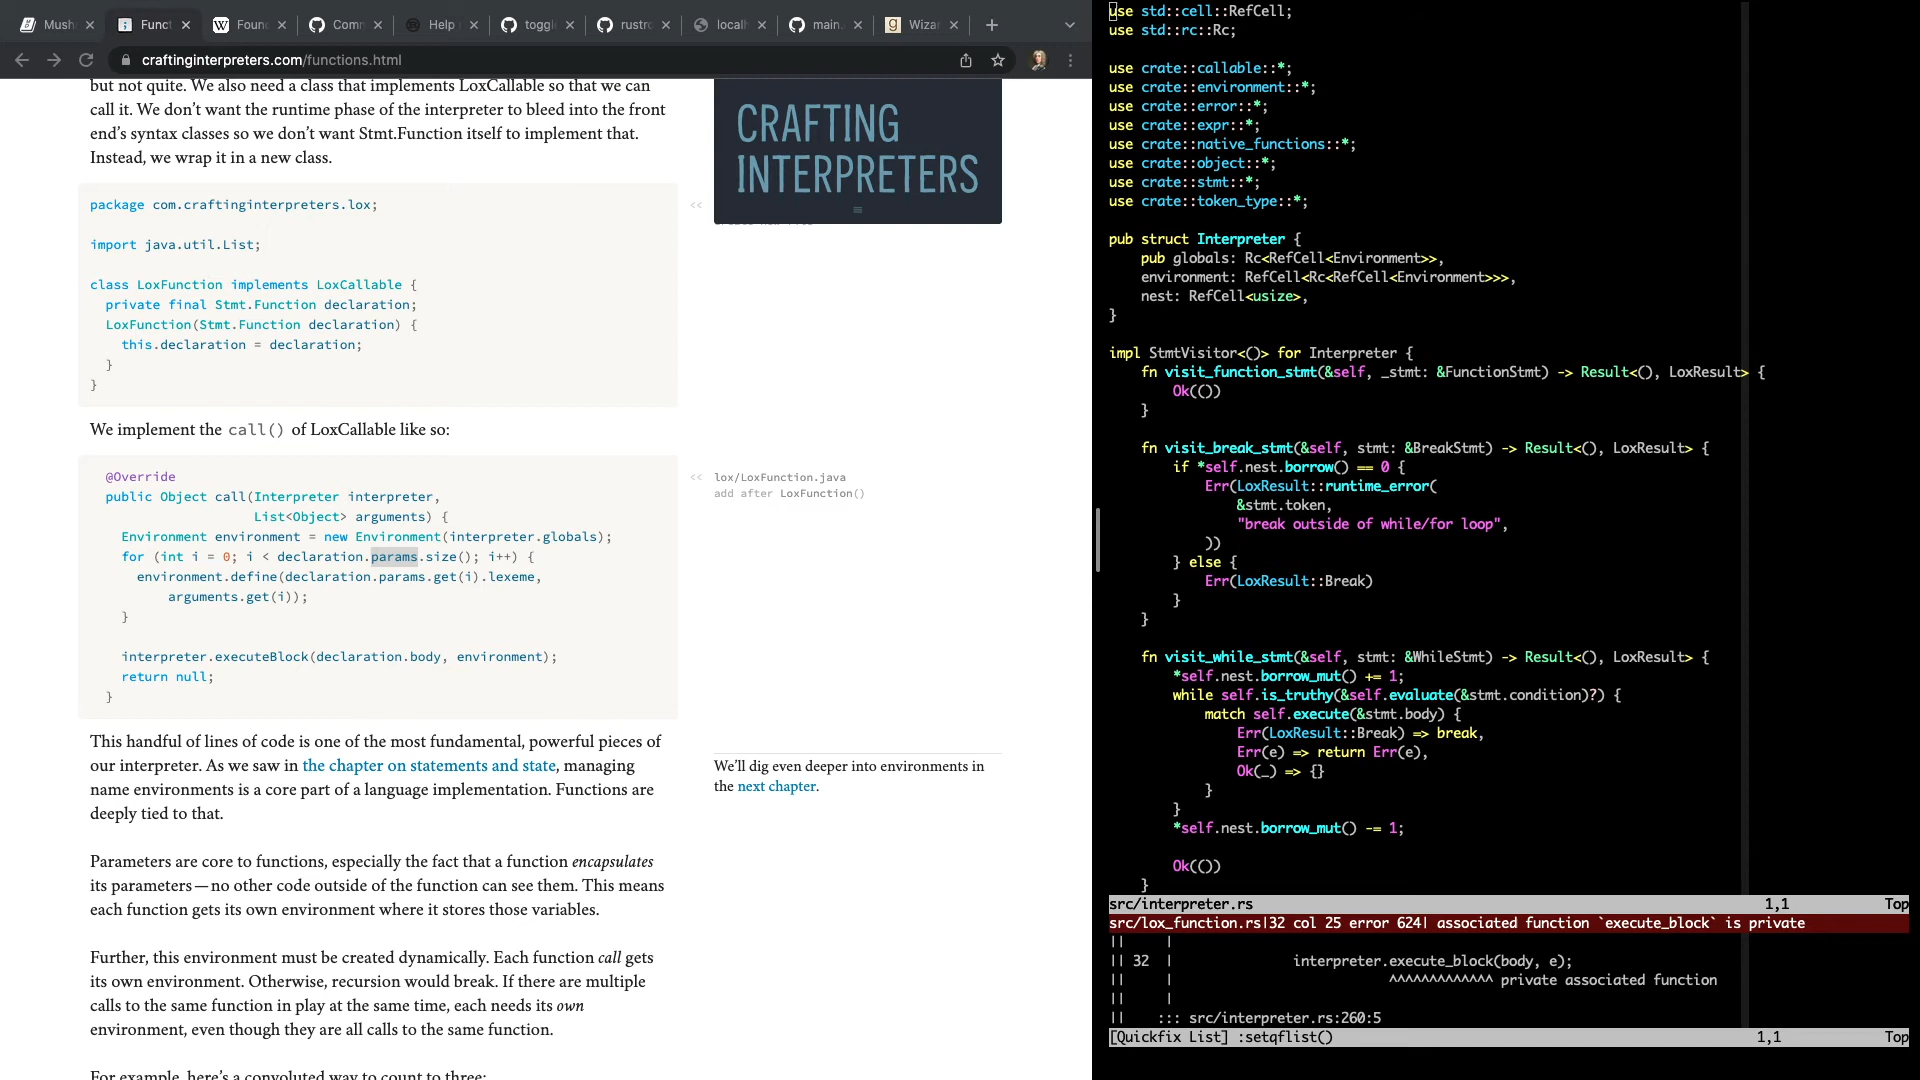 Mush
Funct
Foun
Comm
Help
toggl
rustro
localh
main.
Wizar
craftinginterpreters.com/functions.html
but not quite. We also need a class that implements LoxCallable so that we can
call it. We don’t want the runtime phase of the interpreter to bleed into the front
end’s syntax classes so we don’t want Stmt.Function itself to implement that.
Instead, we wrap it in a new class.
package com.craftinginterpreters.lox;
import java.util.List;
class LoxFunction implements LoxCallable {
private final Stmt.Function declaration;
LoxFunction(Stmt.Function declaration) {
this.declaration = declaration;
}
}
<<
CRAFTING
INTERPRETERS
We implement the call() of LoxCallable like so:
@Override
public Object call(Interpreter interpreter,
List<Object> arguments) {
Environment environment = new Environment(interpreter.globals);
for (int i = 0; i < declaration.params.size(); i++) {
environment.define(declaration.params.get(i).lexeme,
arguments.get(i));
}
interpreter.executeBlock(declaration.body, environment);
return null;
}
<< lox/LoxFunction.java
add after LoxFunction()
This handful of lines of code is one of the most fundamental, powerful pieces of
our interpreter. As we saw in the chapter on statements and state, managing
name environments is a core part of a language implementation. Functions are
deeply tied to that.
We’ll dig even deeper into environments in
the next chapter.
Parameters are core to functions, especially the fact that a function encapsulates
its parameters—no other code outside of the function can see them. This means
each function gets its own environment where it stores those variables.
Further, this environment must be created dynamically. Each function call gets
its own environment. Otherwise, recursion would break. If there are multiple
calls to the same function in play at the same time, each needs its own
environment, even though they are all calls to the same function.
For example, here’s a convoluted way to count to three:
use std::cell::RefCell;
use std::rc::Rc;
use crate::callable::*;
use crate::environment::*;
use crate::error::*;
use crate::expr::*;
use crate::native_functions::*;
use crate::object::*;
use crate::stmt::*;
use crate::token_type::*;
pub struct Interpreter {
pub globals: Rc<RefCell<Environment>>,
environment: RefCell<Rc<RefCell<Environment>>>,
nest: RefCell<usize>,
}
impl StmtVisitor<()> for Interpreter {
fn visit_function_stmt(&self, _stmt: &FunctionStmt) -> Result<(), LoxResult> {
Ok(())
}
fn visit_break_stmt(&self, stmt: &BreakStmt) -> Result<(), LoxResult> {
if *self.nest.borrow() == 0 {
Err(LoxResult::runtime_error(
&stmt.token,
"break outside of while/for loop",
))
} else {
Err(LoxResult::Break)
}
}
fn visit_while_stmt(&self, stmt: &WhileStmt) -> Result<(), LoxResult> {
*self.nest.borrow_mut() += 1;
while self.is_truthy(&self.evaluate(&stmt.condition)?) {
match self.execute(&stmt.body) {
Err(LoxResult::Break) => break,
Err(e) => return Err(e),
Ok(_) => {}
}
}
*self.nest.borrow_mut() -= 1;
Ok(())
}
src/interpreter.rs 1,1 Top
src/lox_function.rs|32 col 25 error 624| associated function `execute_block` is private
|| |
|| 32 | interpreter.execute_block(body, e);
|| | ^^^^^^^^^^^^^ private associated function
|| |
|| ::: src/interpreter.rs:260:5
[Quickfix List] :setqflist() 1,1 Top